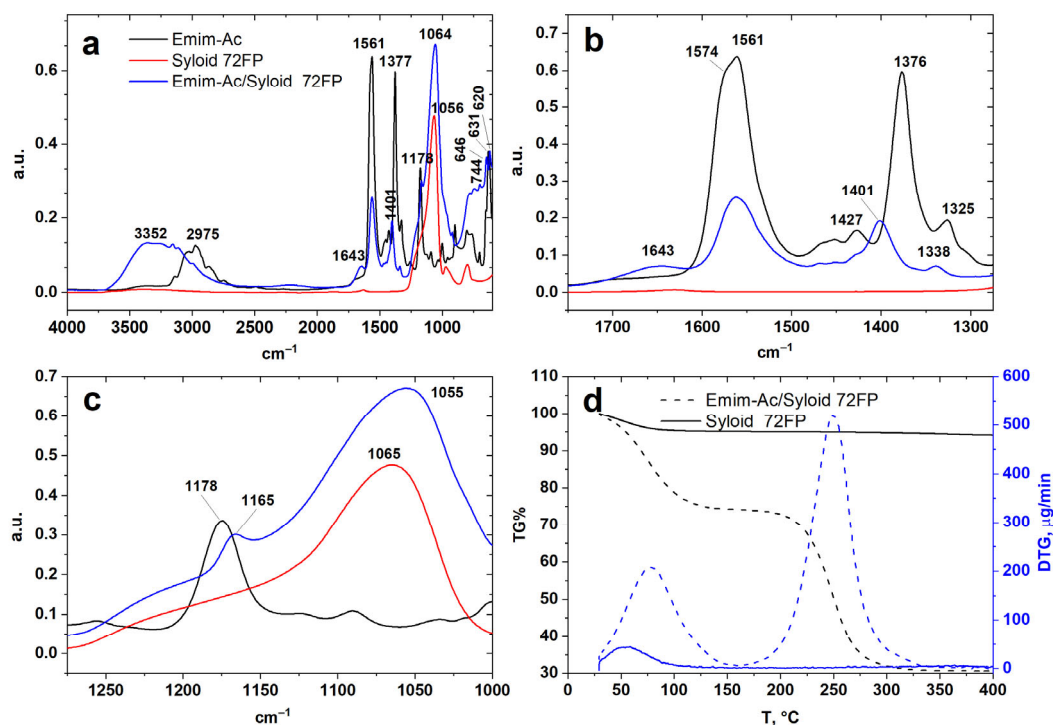 a
Emim-Ac
Syloid 72FP
Emim-Ac/Syloid 72FP
1561
1377
1064
1056
1178
1401
1643
3352
2975
646
631
620
744
a.u.
0.6
0.4
0.2
0.0
4000 3500 3000 2500 2000 1500 1000
cm⁻¹
b
1574
1561
1376
1401
1427
1325
1643
1338
a.u.
0.7
0.6
0.5
0.4
0.3
0.2
0.1
0.0
1700 1600 1500 1400 1300
cm⁻¹
c
1055
1065
1178
1165
a.u.
0.7
0.6
0.5
0.4
0.3
0.2
0.1
0.0
1250 1200 1150 1100 1050 1000
cm⁻¹
d
Emim-Ac/Syloid 72FP
Syloid 72FP
TG%
110
100
90
80
70
60
50
40
30
0 50 100 150 200 250 300 350 400
T, °C
DTG, µg/min
600
500
400
300
200
100
0